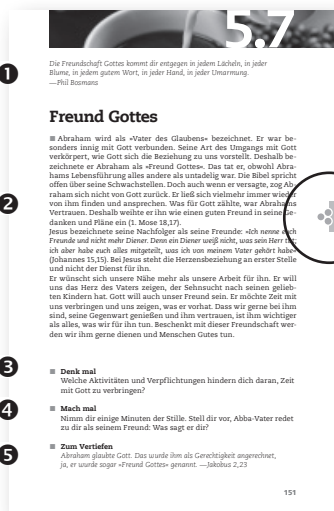 5.7
1
Die Freundschaft Gottes kommt dir entgegen in jedem Lächeln, in jeder
Blume, in jedem gutem Wort, in jeder Hand, in jeder Umarmung.
—Phil Bosmans
Freund Gottes
Abraham wird als «Vater des Glaubens» bezeichnet. Er war be-
sonders innig mit Gott verbunden. Seine Art des Umgangs mit Gott
verkörpert, wie Gott sich die Beziehung zu uns vorstellt. Deshalb be-
zeichnete er Abraham als «Freund Gottes». Das tat er, obwohl Abra-
hams Lebensführung alles andere als untadelig war. Die Bibel spricht
offen über seine Schwachstellen. Doch auch wenn er versagte, zog Ab-
2
raham sich nicht von Gott zurück. Er ließ sich vielmehr immer wieder
von ihm finden und ansprechen. Was für Gott zählte, war Abrahams
Vertrauen. Deshalb weihte er ihn wie einen guten Freund in seine Ge-
danken und Pläne ein (1. Mose 18,17).
Jesus bezeichnete seine Nachfolger als seine Freunde: «Ich nenne euch
Freunde und nicht mehr Diener. Denn ein Diener weiß nicht, was sein Herr tut;
ich aber habe euch alles mitgeteilt, was ich von meinem Vater gehört habe»
(Johannes 15,15). Bei Jesus steht die Herzensbeziehung an erster Stelle
und nicht der Dienst für ihn.
Er wünscht sich unsere Nähe mehr als unsere Arbeit für ihn. Er will
uns das Herz des Vaters zeigen, der Sehnsucht nach seinen gelieb-
ten Kindern hat. Gott will auch unser Freund sein. Er möchte Zeit mit
uns verbringen und uns zeigen, was er vorhat. Dass wir gerne bei ihm
sind, seine Gegenwart genießen und ihm vertrauen, ist ihm wichtiger
als alles, was wir für ihn tun. Beschenkt mit dieser Freundschaft wer-
den wir ihm gerne dienen und Menschen Gutes tun.
3
Denk mal
Welche Aktivitäten und Verpflichtungen hindern dich daran, Zeit
mit Gott zu verbringen?
4
Mach mal
Nimm dir einige Minuten der Stille. Stell dir vor, Abba-Vater redet
zu dir als seinem Freund: Was sagt er dir?
5
Zum Vertiefen
Abraham glaubte Gott. Das wurde ihm als Gerechtigkeit angerechnet,
ja, er wurde sogar «Freund Gottes» genannt. —Jakobus 2,23
151